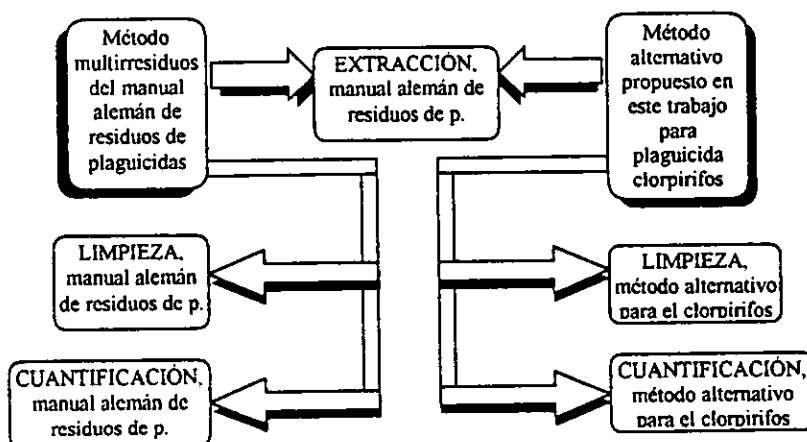 Método
multirresiduos
del manual
alemán de
residuos de
plaguicidas
EXTRACCIÓN,
manual alemán de
residuos de p.
Método
alternativo
propuesto en
este trabajo
para
plaguicida
clorpirifos
LIMPIEZA,
manual alemán
de residuos de p.
LIMPIEZA,
método alternativo
para el clorpirifos
CUANTIFICACIÓN,
manual alemán de
residuos de p.
CUANTIFICACIÓN,
método alternativo
para el clorpirifos